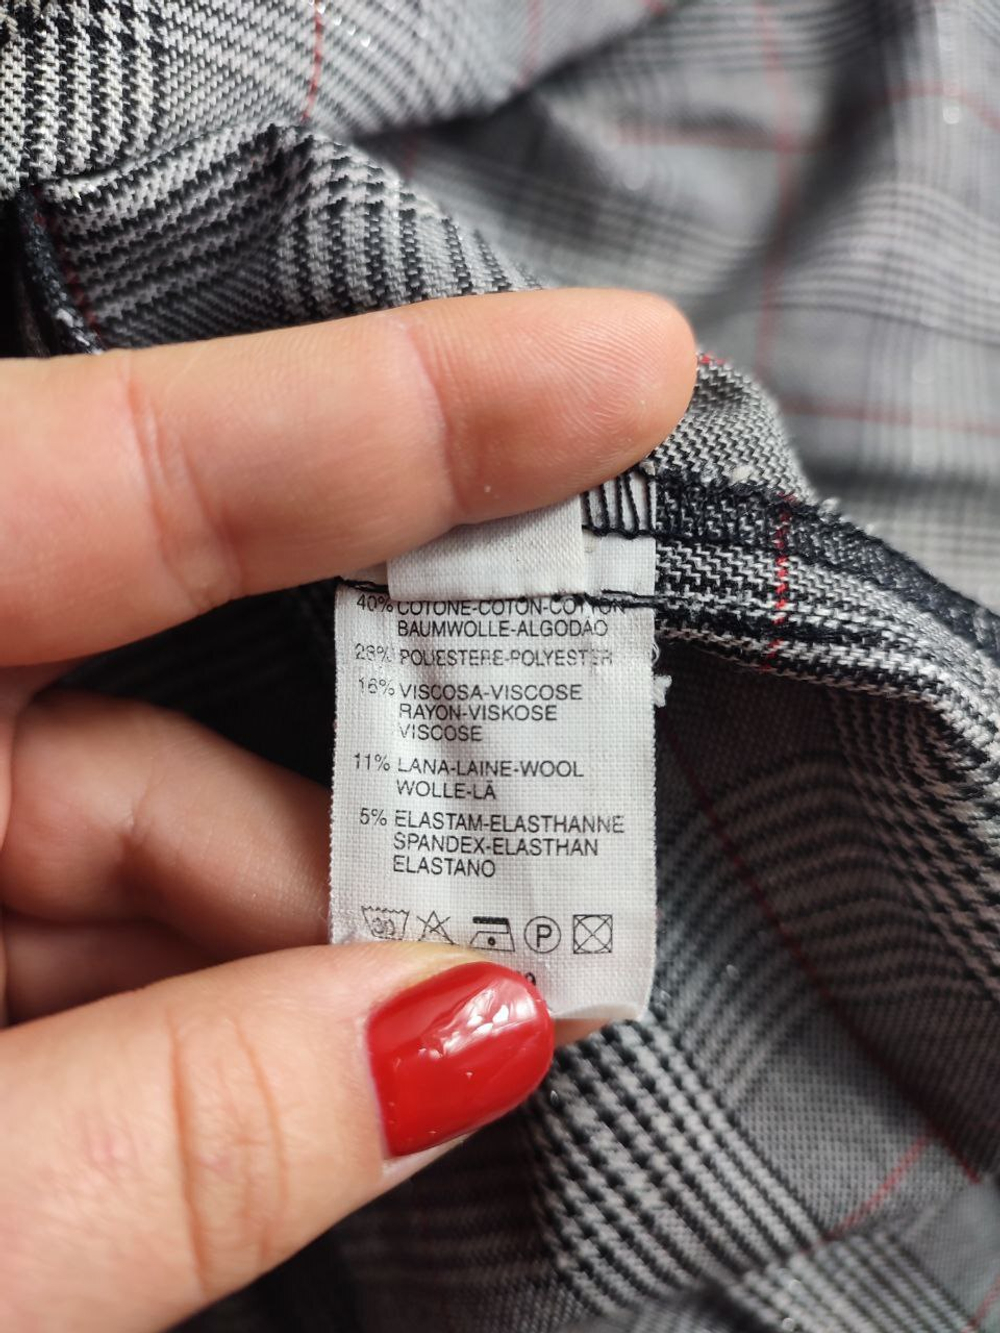 40% COTONE-COTON-COTTON
BAUMWOLLE-ALGODAO
28% POLIESTERE-POLYESTER
16% VISCOSA-VISCOSE
RAYON-VISKOSE
VISCOSE
11% LANA-LAINE-WOOL
WOLLE-LÃ
5% ELASTAM-ELASTHANNE
SPANDEX-ELASTHAN
ELASTANO
30 P